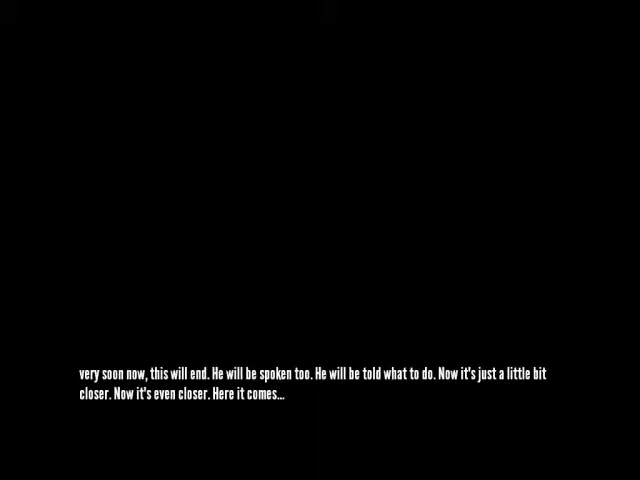 very soon now, this will end. He will be spoken too. He will be told what to do. Now it's just a little bit
closer. Now it's even closer. Here it comes...